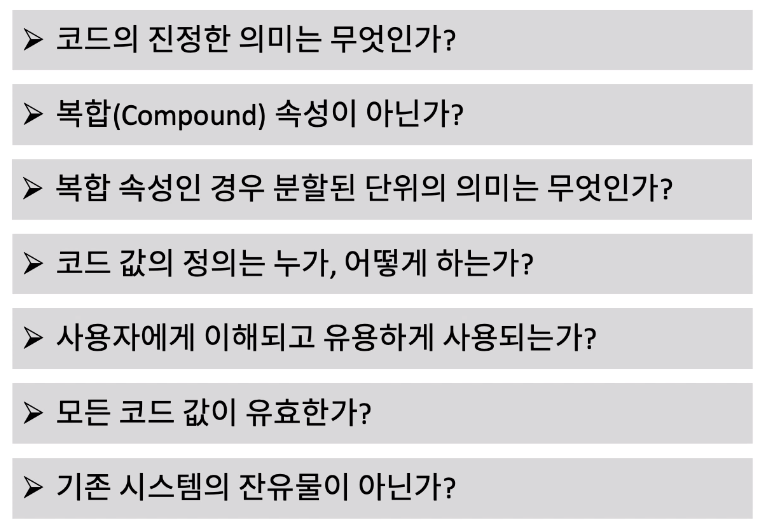 ➢ 코드의 진정한 의미는 무엇인가?
➢ 복합(Compound) 속성이 아닌가?
➢ 복합 속성인 경우 분할된 단위의 의미는 무엇인가?
➢ 코드 값의 정의는 누가, 어떻게 하는가?
➢ 사용자에게 이해되고 유용하게 사용되는가?
➢ 모든 코드 값이 유효한가?
➢ 기존 시스템의 잔유물이 아닌가?